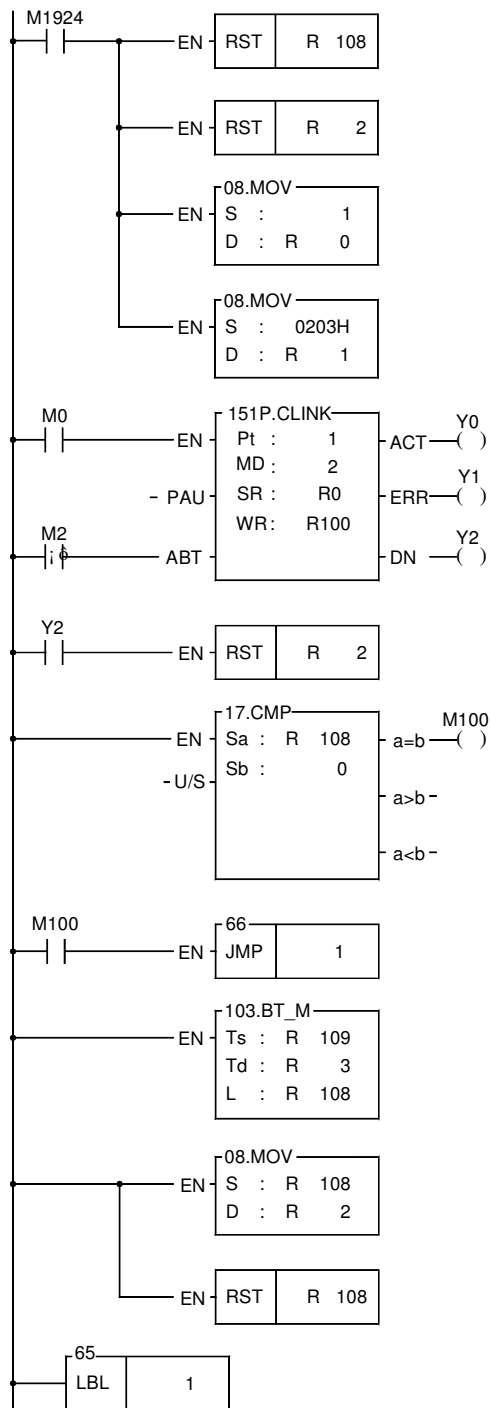 M1924
EN RST R 108
EN RST R 2
08.MOV
EN S : 1
D : R 0
08.MOV
EN S : 0203H
D : R 1
M0
151P.CLINK
EN Pt : 1 ACT Y0
MD : 2
PAU SR : R0 ERR Y1
WR : R100
M2
ABT DN Y2
Y2
EN RST R 2
17.CMP
EN Sa : R 108 a=b M100
U/S Sb : 0
a>b
a<b
M100
66
EN JMP 1
103.BT_M
EN Ts : R 109
Td : R 3
L : R 108
08.MOV
EN S : R 108
D : R 2
EN RST R 108
65
LBL 1